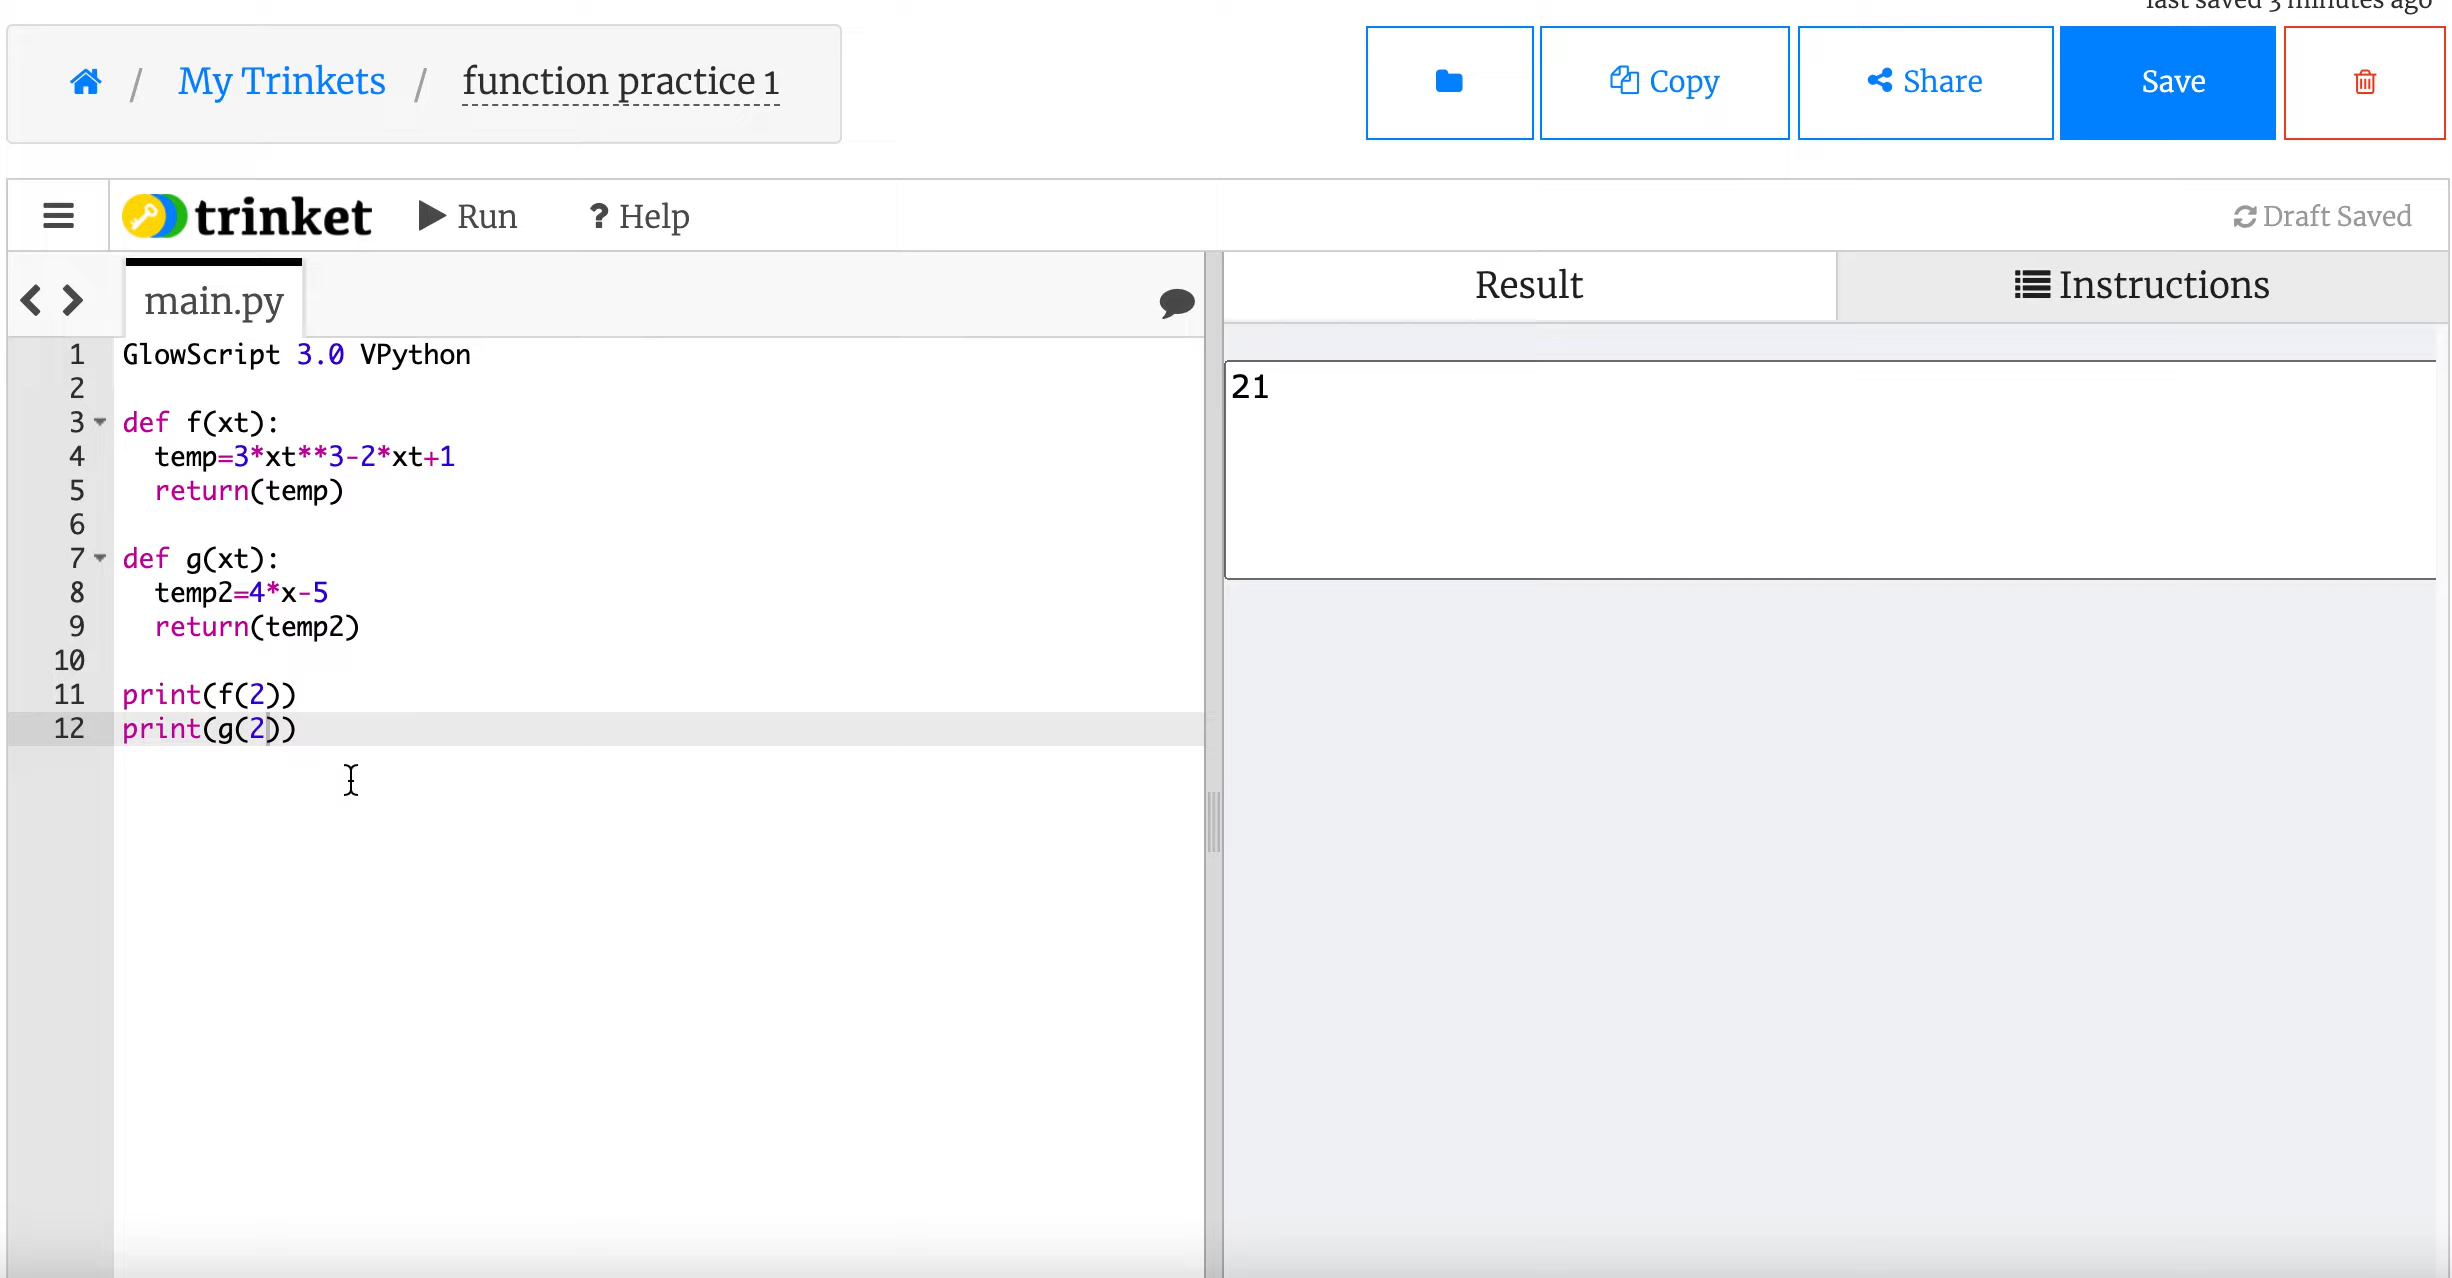 last saved 3 minutes ago
/ My Trinkets / function practice 1
Copy
Share
Save
trinket
Run
? Help
Draft Saved
main.py
Result
Instructions
1 GlowScript 3.0 VPython
2
3 def f(xt):
4   temp=3*xt**3-2*xt+1
5   return(temp)
6
7 def g(xt):
8   temp2=4*x-5
9   return(temp2)
10
11 print(f(2))
12 print(g(2))
21